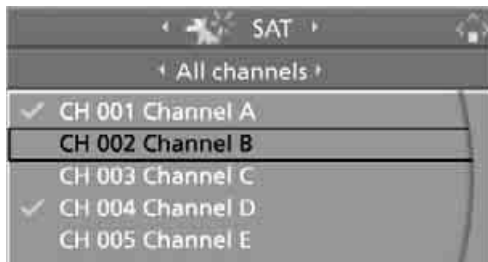 SAT
All channels
CH 001 Channel A
CH 002 Channel B
CH 003 Channel C
CH 004 Channel D
CH 005 Channel E